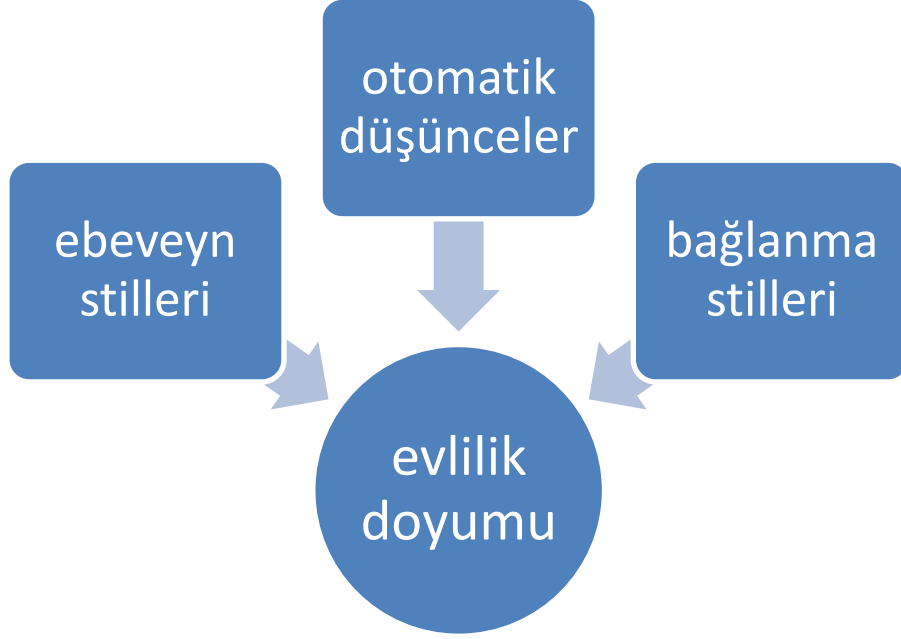 otomatik
düşünceler
ebeveyn
stilleri
bağlanma
stilleri
evlilik
doyumu